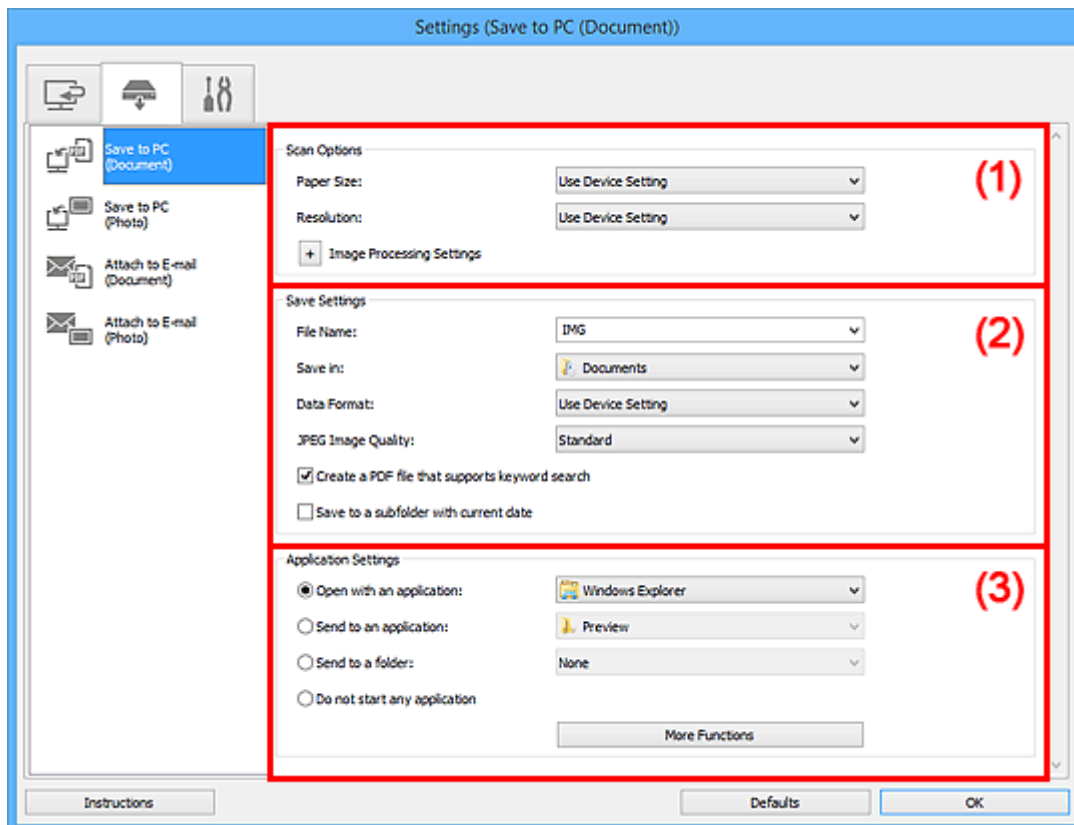 Settings (Save to PC (Document))
Save to PC
(Document)
Save to PC
(Photo)
Attach to E-mail
(Document)
Attach to E-mail
(Photo)
Scan Options
(1)
Paper Size: Use Device Setting
Resolution: Use Device Setting
+ Image Processing Settings
Save Settings
(2)
File Name: IMG
Save in: Documents
Data Format: Use Device Setting
JPEG Image Quality: Standard
Create a PDF file that supports keyword search
Save to a subfolder with current date
Application Settings
(3)
Open with an application: Windows Explorer
Send to an application: Preview
Send to a folder: None
Do not start any application
More Functions
Instructions Defaults OK